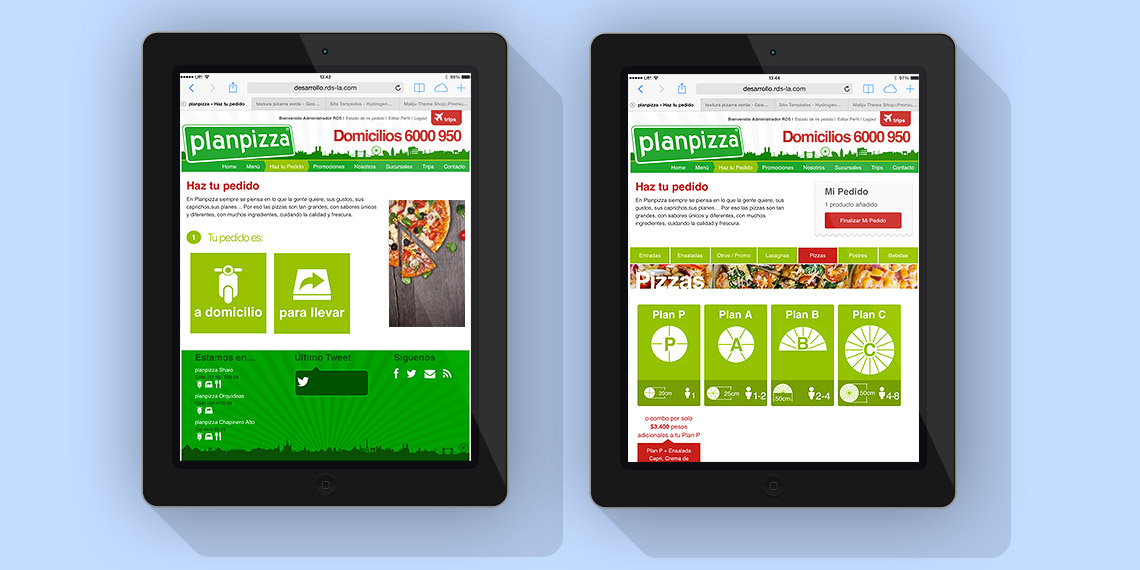 13:42
98%
desarrollo.rds-la.com
planpizza • Haz tu pedido
textura pizarra verde - Goo...
Site Templates - Hydrogen...
Malju Theme Shop::Premiu...
Bienvenido Administrador RDS | Estado de mi pedido | Editar Perfil | Logout
trips
planpizza
Domicilios 6000 950
Home Menú Haz tu Pedido Promociones Nosotros Sucursales Trips Contacto
Haz tu pedido
En Planpizza siempre se piensa en lo que la gente quiere, sus gustos, sus
caprichos,sus planes… Por eso las pizzas son tan grandes, con sabores únicos
y diferentes, con muchos ingredientes, cuidando la calidad y frescura.
1 Tu pedido es:
a domicilio
para llevar
Estamos en...
Último Tweet
Síguenos
planpizza Shaio
planpizza Orquideas
planpizza Chapinero Alto
13:44
97%
desarrollo.rds-la.com
planpizza • Haz tu pedido
textura pizarra verde - Goo...
Site Templates - Hydrogen...
Malju Theme Shop::Premiu...
Bienvenido Administrador RDS | Estado de mi pedido | Editar Perfil | Logout
trips
planpizza
Domicilios 6000 950
Home Menú Haz tu Pedido Promociones Nosotros Sucursales Trips Contacto
Haz tu pedido
En Planpizza siempre se piensa en lo que la gente
quiere, sus gustos, sus caprichos,sus planes… Por eso las pizzas son tan
grandes, con sabores únicos y diferentes, con muchos
ingredientes, cuidando la calidad y frescura.
Mi Pedido
1 producto añadido
Finalizar Mi Pedido
Entradas Ensaladas Otros / Promo Lasagnas Pizzas Postres Bebidas
Pizzas
Plan P Plan A Plan B Plan C
P A B C
20cm 1 25cm 1-2 50cm 2-4 50cm 4-8
o combo por solo
$3.400 pesos
adicionales a tu Plan P
Plan P + Ensalada
Capri, Crema de